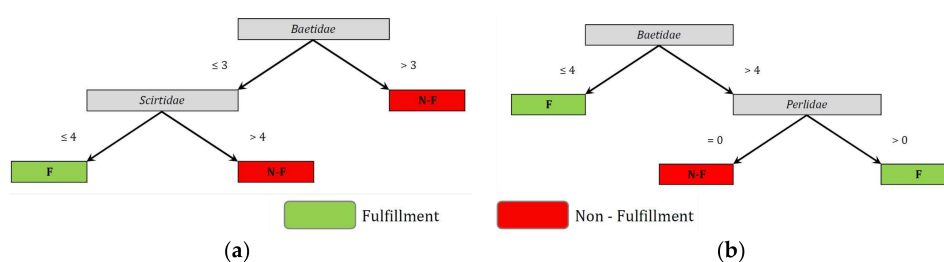 Baetidae
≤ 3
> 3
Scirtidae
N-F
≤ 4
> 4
F
N-F
Baetidae
≤ 4
> 4
F
Perlidae
= 0
> 0
N-F
F
Fulfillment
Non - Fulfillment
(a)
(b)